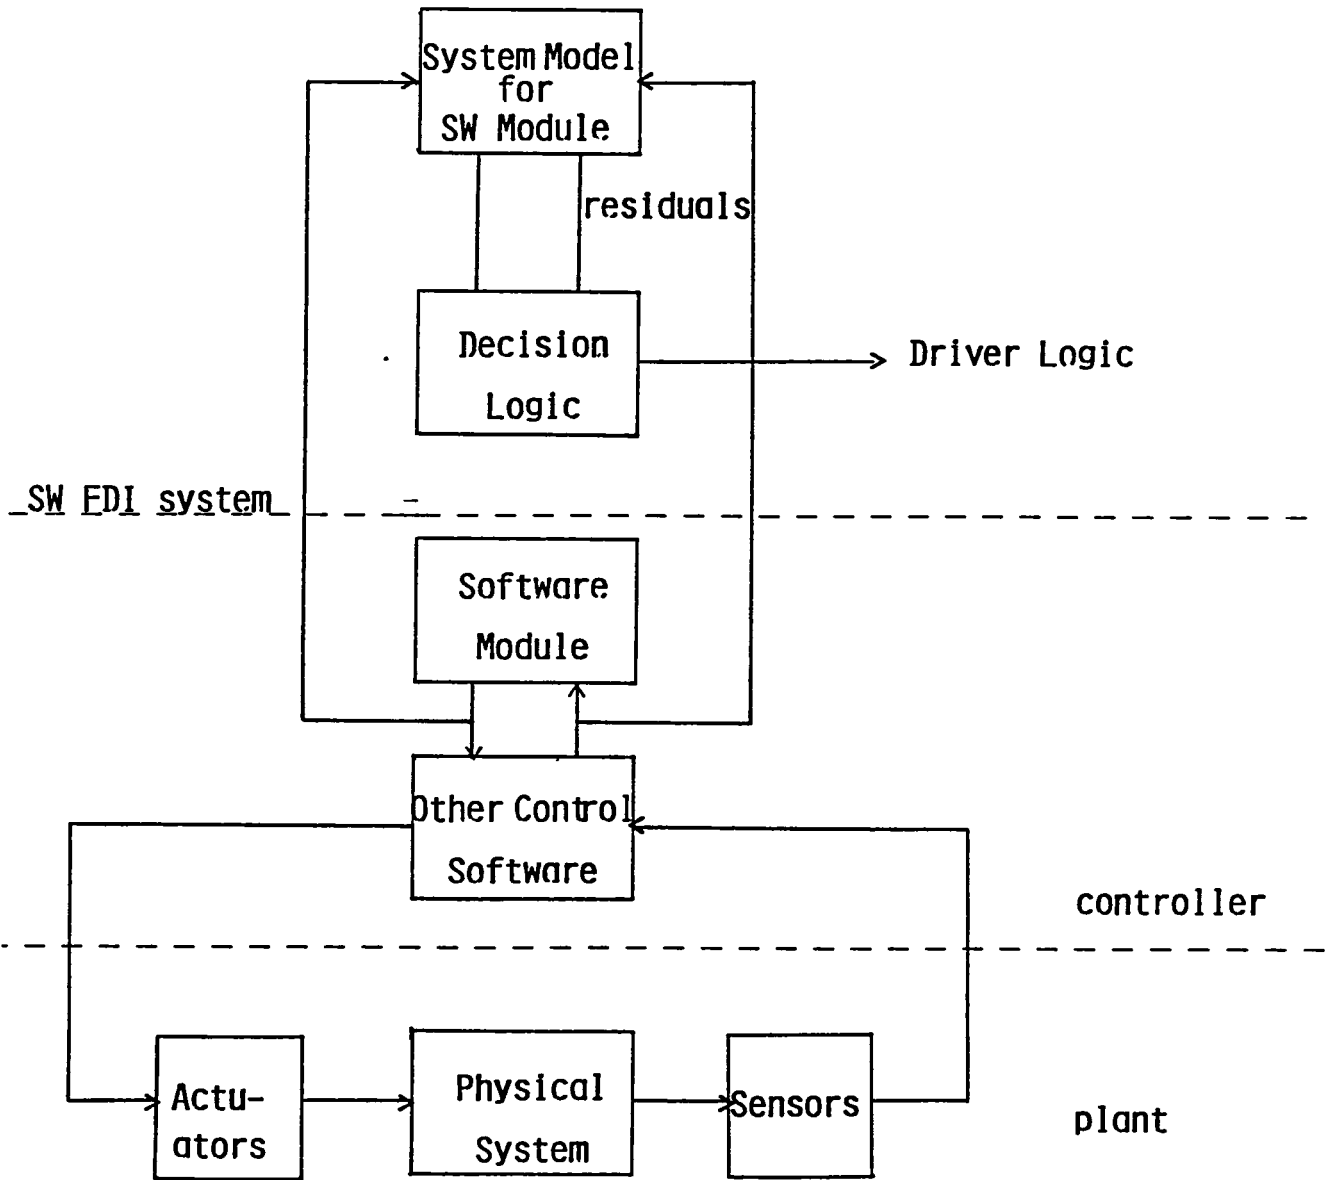 System Model
for
SW Module
residuals
Decision
Logic
Driver Logic
SW FDI system
Software
Module
Other Control
Software
controller
Actu-
ators
Physical
System
Sensors
plant